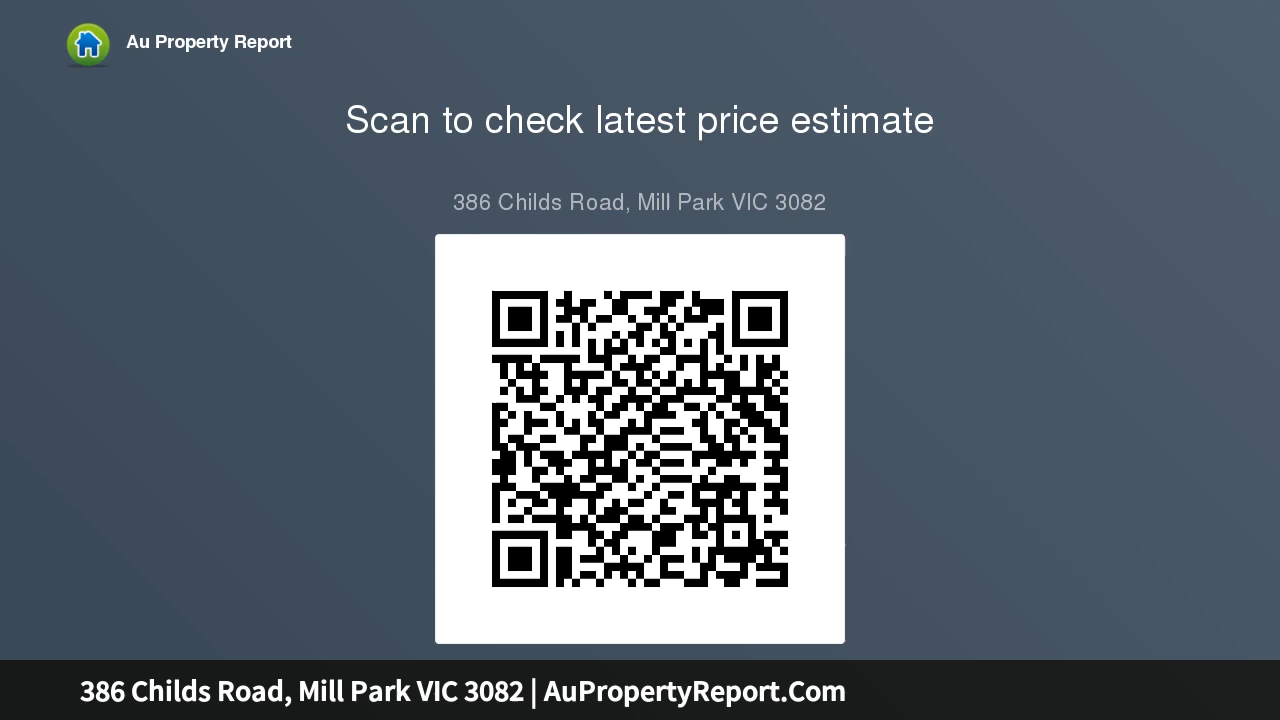 Au Property Report
Scan to check latest price estimate
386 Childs Road, Mill Park VIC 3082
386 Childs Road, Mill Park VIC 3082 | AuPropertyReport.Com